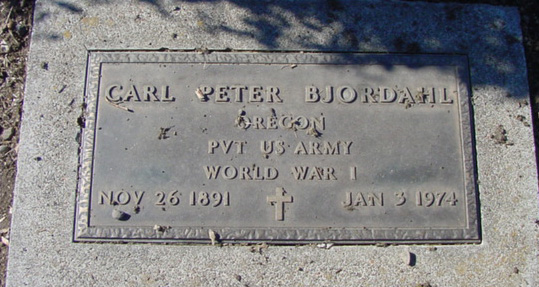 CARL PETER BJORDAHL
OREGON
PVT US ARMY
WORLD WAR I
NOV 26 1891 JAN 3 1974